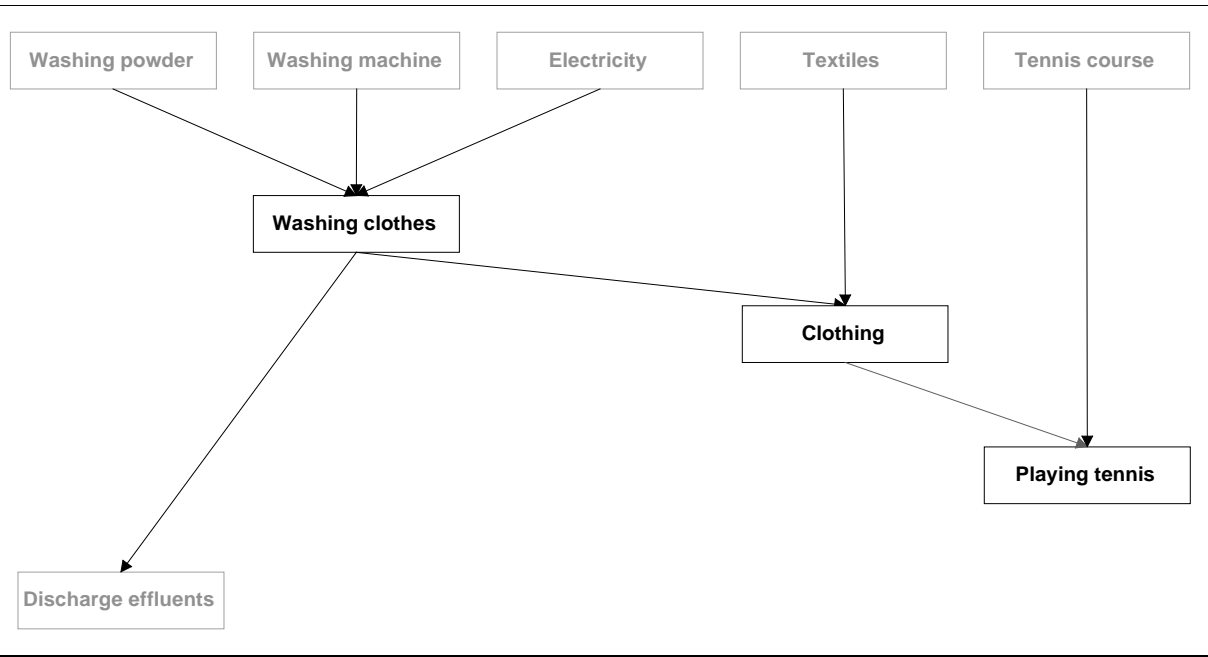 Washing powder
Washing machine
Electricity
Textiles
Tennis course
Washing clothes
Clothing
Playing tennis
Discharge effluents